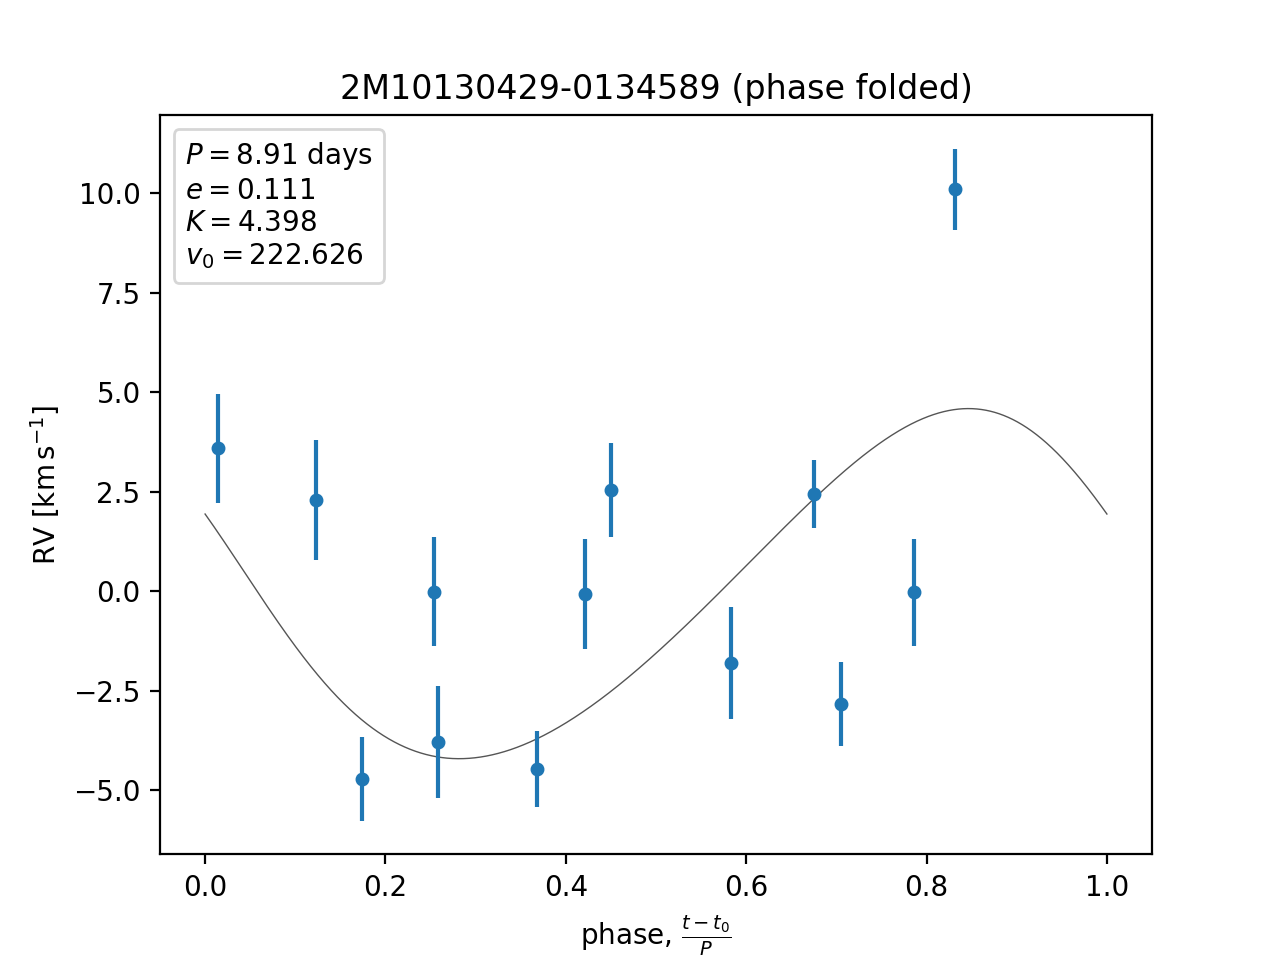 2M10130429-0134589 (phase folded)
P = 8.91 days
e = 0.111
K = 4.398
v₀ = 222.626
10.0
7.5
5.0
2.5
0.0
−2.5
−5.0
RV [km s⁻¹]
0.0 0.2 0.4 0.6 0.8 1.0
phase, (t − t₀)/P